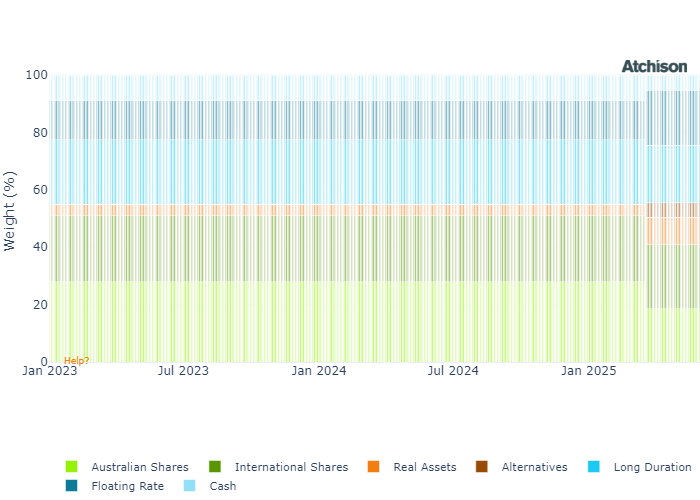 Atchison
100
80
60
40
20
0
Weight (%)
Help?
Jan 2023 Jul 2023 Jan 2024 Jul 2024 Jan 2025
Australian Shares International Shares Real Assets Alternatives Long Duration
Floating Rate Cash